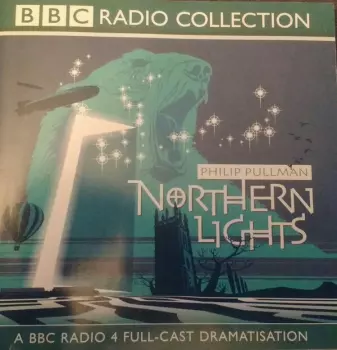 BBC RADIO COLLECTION
PHILIP PULLMAN
NORTHERN
LIGHTS
A BBC RADIO 4 FULL-CAST DRAMATISATION